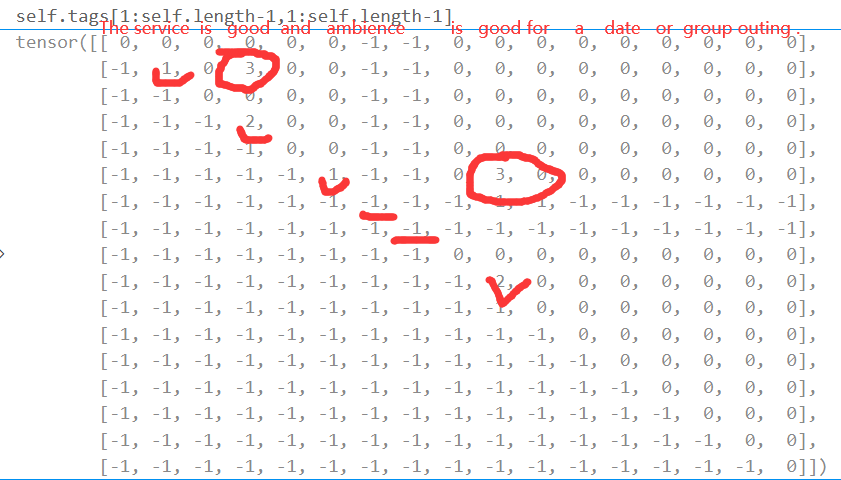 self.tags[1:self.length-1,1:self.length-1]
The service is good and ambience is good for a date or group outing .
tensor([[ 0, 0, 0, 0, 0, 0, -1, -1, 0, 0, 0, 0, 0, 0, 0, 0, 0],
[-1, 1, 0, 3, 0, 0, -1, -1, 0, 0, 0, 0, 0, 0, 0, 0, 0],
[-1, -1, 0, 0, 0, 0, -1, -1, 0, 0, 0, 0, 0, 0, 0, 0, 0],
[-1, -1, -1, 2, 0, 0, -1, -1, 0, 0, 0, 0, 0, 0, 0, 0, 0],
[-1, -1, -1, -1, 0, 0, -1, -1, 0, 0, 0, 0, 0, 0, 0, 0, 0],
[-1, -1, -1, -1, -1, 1, -1, -1, 0, 3, 0, 0, 0, 0, 0, 0, 0],
[-1, -1, -1, -1, -1, -1, -1, -1, -1, -1, -1, -1, -1, -1, -1, -1, -1],
[-1, -1, -1, -1, -1, -1, -1, -1, -1, -1, -1, -1, -1, -1, -1, -1, -1],
[-1, -1, -1, -1, -1, -1, -1, -1, 0, 0, 0, 0, 0, 0, 0, 0, 0],
[-1, -1, -1, -1, -1, -1, -1, -1, -1, 2, 0, 0, 0, 0, 0, 0, 0],
[-1, -1, -1, -1, -1, -1, -1, -1, -1, -1, 0, 0, 0, 0, 0, 0, 0],
[-1, -1, -1, -1, -1, -1, -1, -1, -1, -1, -1, 0, 0, 0, 0, 0, 0],
[-1, -1, -1, -1, -1, -1, -1, -1, -1, -1, -1, -1, 0, 0, 0, 0, 0],
[-1, -1, -1, -1, -1, -1, -1, -1, -1, -1, -1, -1, -1, 0, 0, 0, 0],
[-1, -1, -1, -1, -1, -1, -1, -1, -1, -1, -1, -1, -1, -1, 0, 0, 0],
[-1, -1, -1, -1, -1, -1, -1, -1, -1, -1, -1, -1, -1, -1, -1, 0, 0],
[-1, -1, -1, -1, -1, -1, -1, -1, -1, -1, -1, -1, -1, -1, -1, -1, 0]])